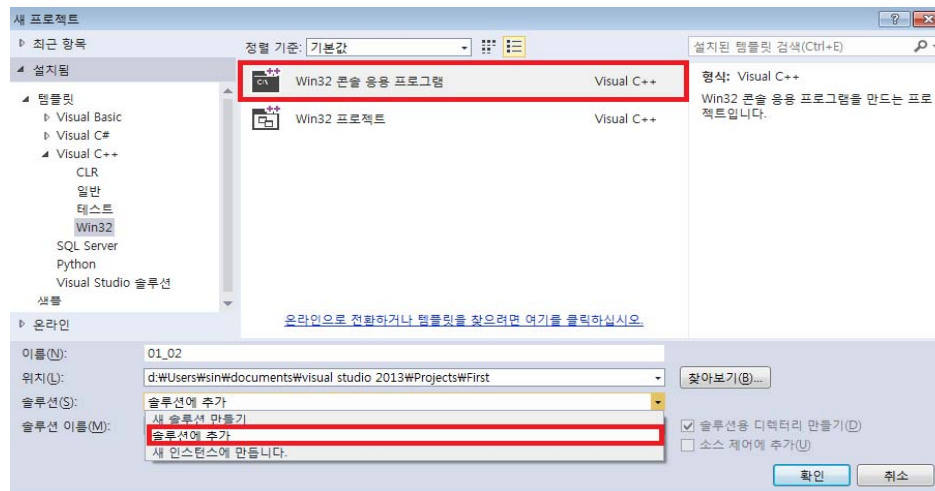 새 프로젝트
최근 항목
설치됨
템플릿
Visual Basic
Visual C#
Visual C++
CLR
일반
테스트
Win32
SQL Server
Python
Visual Studio 솔루션
샘플
온라인
정렬 기준: 기본값
Win32 콘솔 응용 프로그램 Visual C++
Win32 프로젝트 Visual C++
온라인으로 전환하거나 템플릿을 찾으려면 여기를 클릭하십시오.
설치된 템플릿 검색(Ctrl+E)
형식: Visual C++
Win32 콘솔 응용 프로그램을 만드는 프로
젝트입니다.
이름(N): 01_02
위치(L): d:₩Users₩sin₩documents₩visual studio 2013₩Projects₩First 찾아보기(B)...
솔루션(S): 솔루션에 추가
새 솔루션 만들기
솔루션에 추가
새 인스턴스에 만듭니다.
솔루션 이름(M):
솔루션용 디렉터리 만들기(D)
소스 제어에 추가(U)
확인 취소